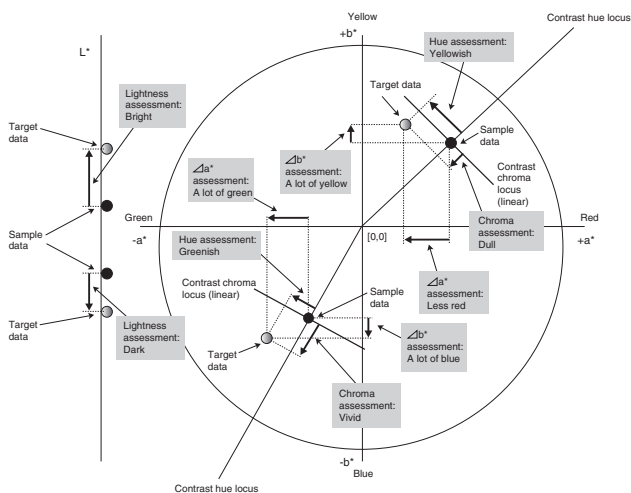 Yellow
+b*
Contrast hue locus
L*
Hue assessment:
Yellowish
Lightness
assessment:
Bright
Target data
Target
data
Sample
data
⊿b*
assessment:
A lot of yellow
⊿a*
assessment:
A lot of green
Contrast
chroma
locus
(linear)
Green
-a*
Red
+a*
[0,0]
Chroma
assessment:
Dull
Sample
data
Hue assessment:
Greenish
⊿a*
assessment:
Less red
Contrast chroma
locus (linear)
Sample
data
Target
data
Lightness
assessment:
Dark
⊿b*
assessment:
A lot of blue
Target
data
Chroma
assessment:
Vivid
-b*
Blue
Contrast hue locus